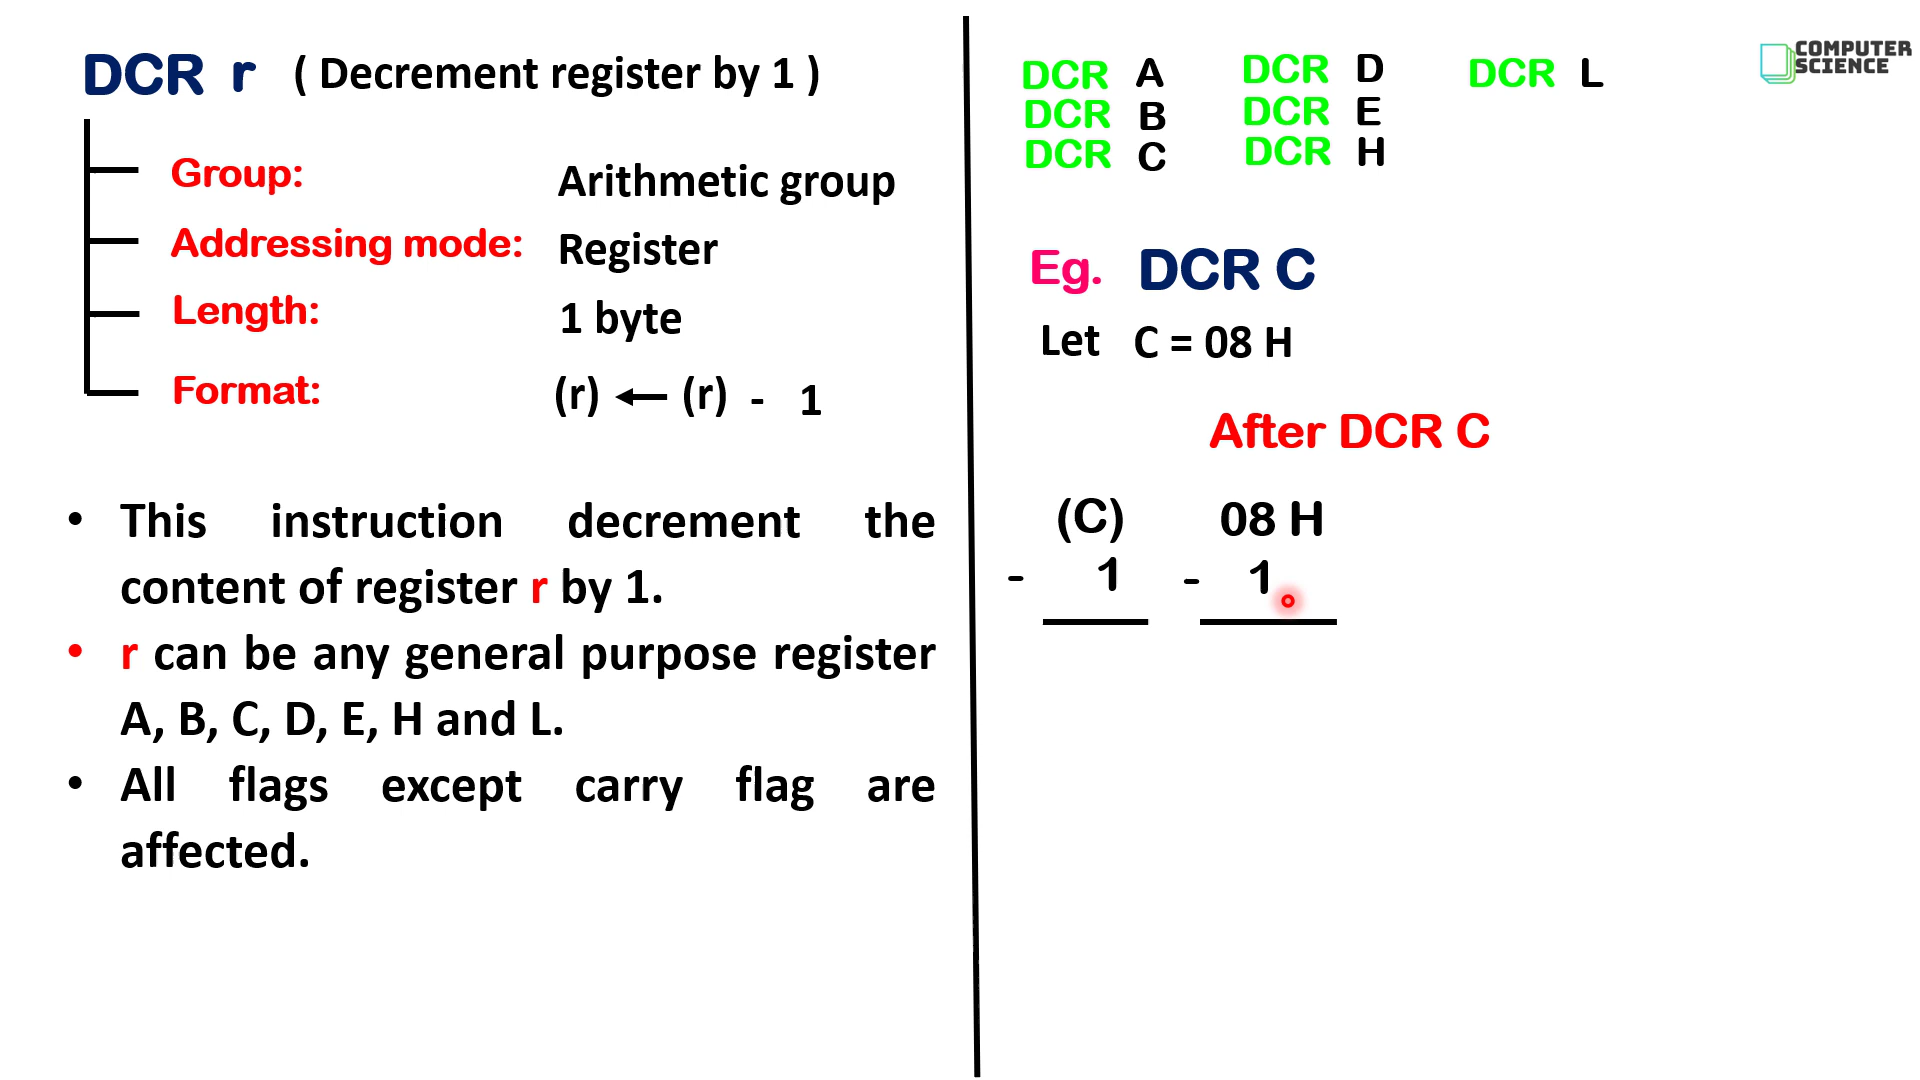 DCR r ( Decrement register by 1 )
Group: Arithmetic group
Addressing mode: Register
Length: 1 byte
Format: (r) ← (r) - 1
• This instruction decrement the
content of register r by 1.
• r can be any general purpose register
A, B, C, D, E, H and L.
• All flags except carry flag are
affected.
DCR A DCR D DCR L
DCR B DCR E
DCR C DCR H
Eg. DCR C
Let C = 08 H
After DCR C
(C) 08 H
- 1 - 1
COMPUTER
SCIENCE